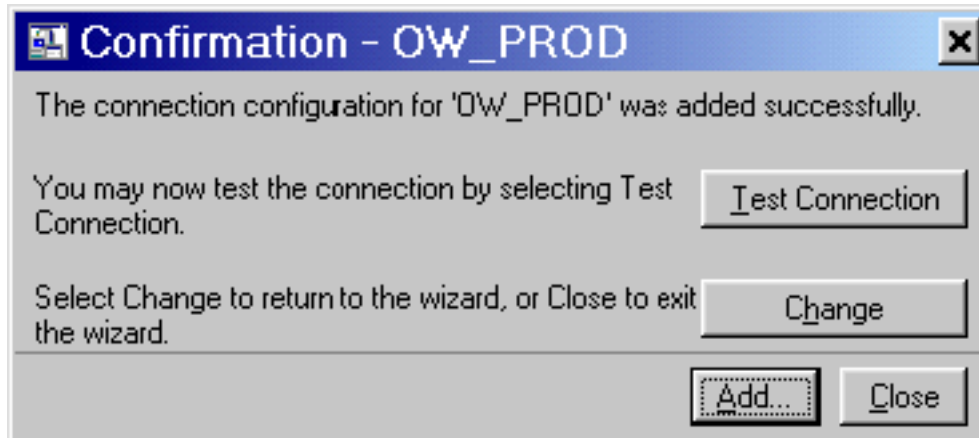 Confirmation - OW_PROD
The connection configuration for 'OW_PROD' was added successfully.
You may now test the connection by selecting Test
Connection.
Test Connection
Select Change to return to the wizard, or Close to exit
the wizard.
Change
Add...
Close